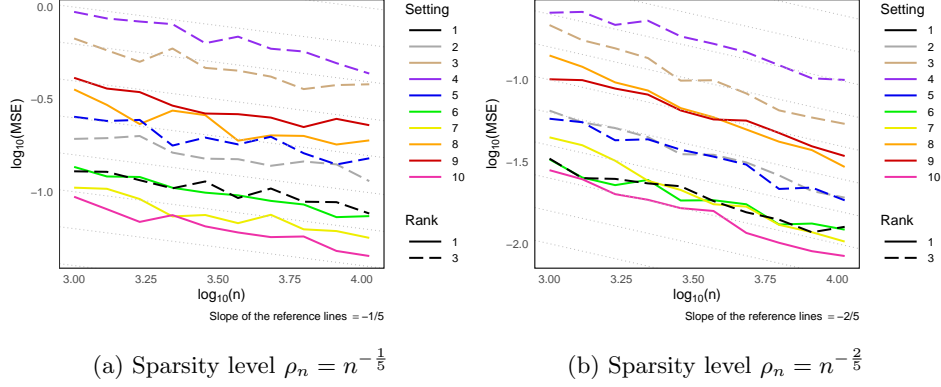 0.0
−0.5
−1.0
log₁₀(MSE)
3.00 3.25 3.50 3.75 4.00
log₁₀(n)
Slope of the reference lines = −1/5
Setting
1
2
3
4
5
6
7
8
9
10
Rank
1
3
(a) Sparsity level ρₙ = n^{−1/5}
−1.0
−1.5
−2.0
log₁₀(MSE)
3.00 3.25 3.50 3.75 4.00
log₁₀(n)
Slope of the reference lines = −2/5
Setting
1
2
3
4
5
6
7
8
9
10
Rank
1
3
(b) Sparsity level ρₙ = n^{−2/5}